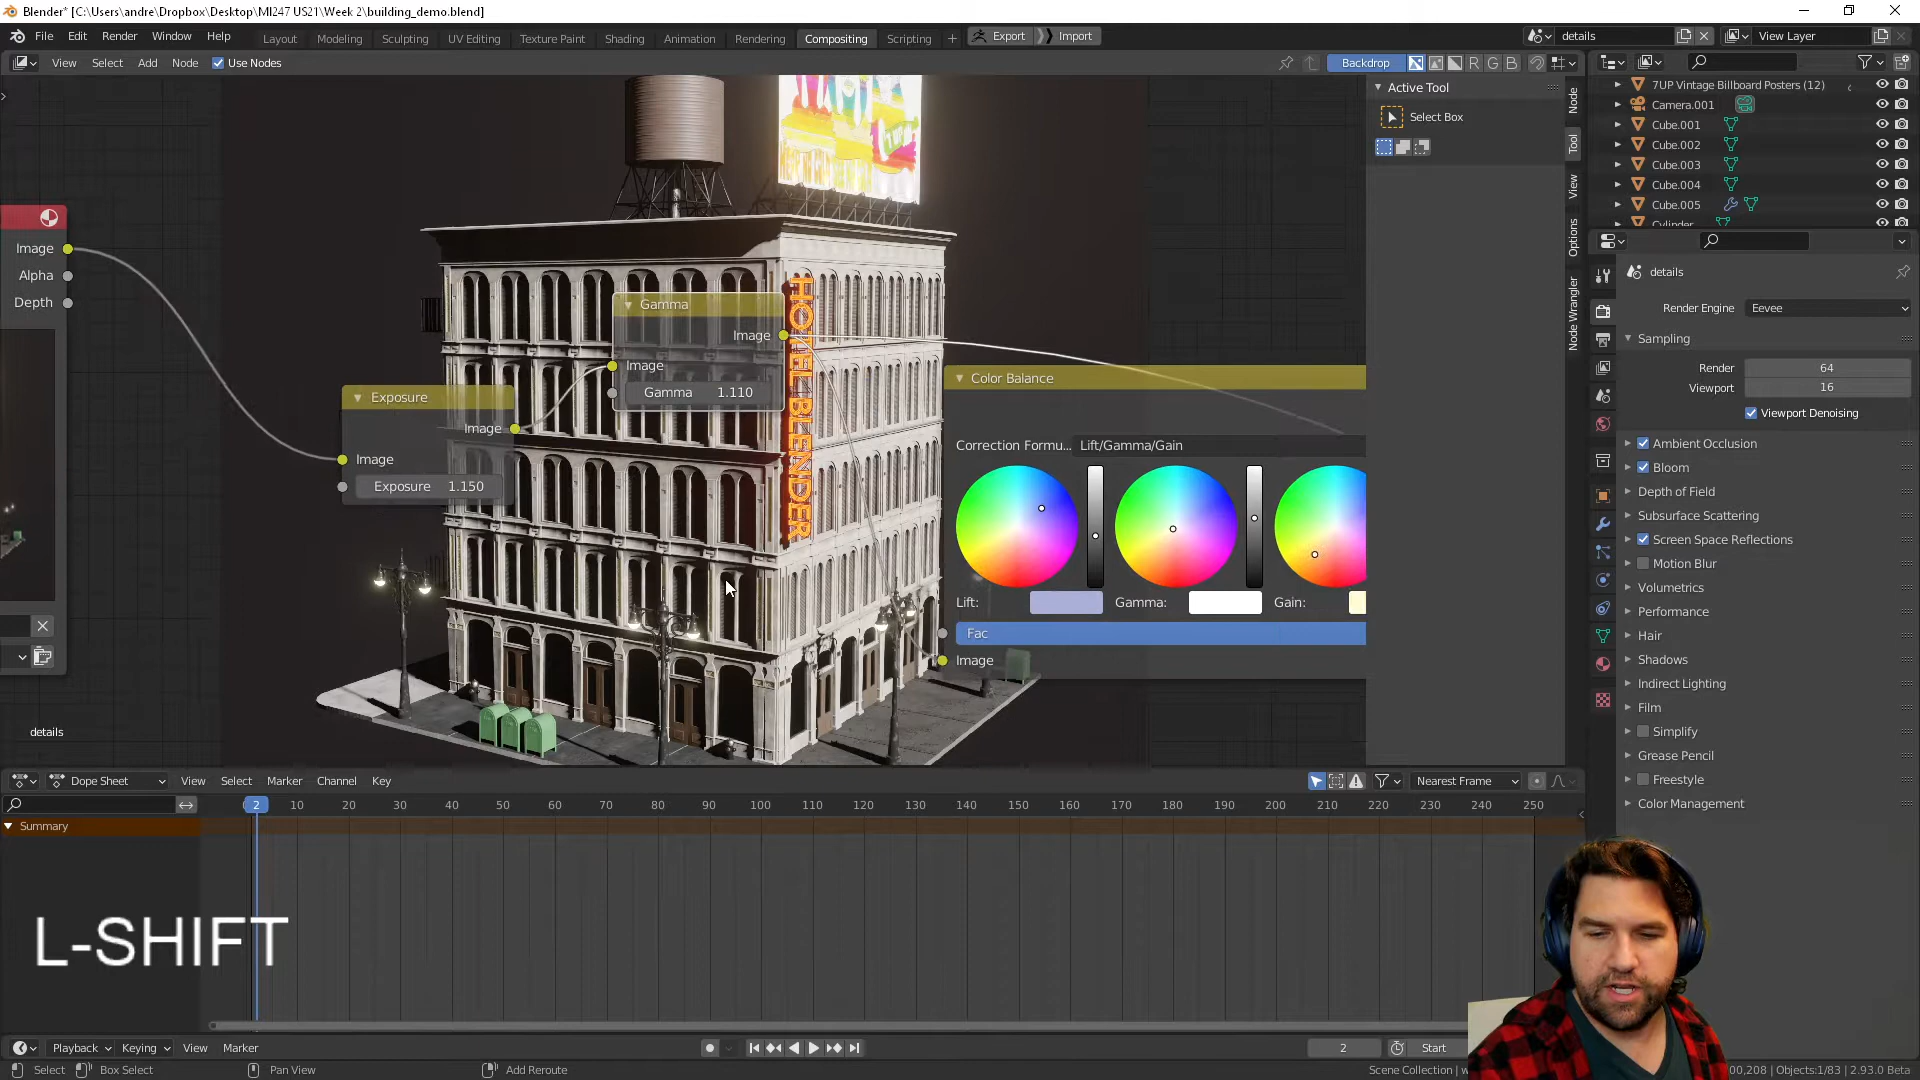 Blender* [C:\Users\andre\Dropbox\Desktop\MI247 US21\Week 2\building_demo.blend]
File Edit Render Window Help
Layout Modeling Sculpting UV Editing Texture Paint Shading Animation Rendering Compositing Scripting
Export Import
details
View Layer
View Select Add Node Use Nodes
Backdrop R G B
Active Tool
Select Box
Node
Tool
View
Options
Node Wrangler
7UP Vintage Billboard Posters (12)
Camera.001
Cube.001
Cube.002
Cube.003
Cube.004
Cube.005
Cylinder
details
Render Engine Eevee
Sampling
Render 64
Viewport 16
Viewport Denoising
Ambient Occlusion
Bloom
Depth of Field
Subsurface Scattering
Screen Space Reflections
Motion Blur
Volumetrics
Performance
Hair
Shadows
Indirect Lighting
Film
Simplify
Grease Pencil
Freestyle
Color Management
Image
Alpha
Depth
Exposure
Image
Image
Exposure 1.150
Gamma
Image
Image
Gamma 1.110
HOTEL BLENDER
Color Balance
Correction Formu... Lift/Gamma/Gain
Lift: Gamma: Gain:
Fac
Image
details
Dope Sheet View Select Marker Channel Key
Nearest Frame
2 10 20 30 40 50 60 70 80 90 100 110 120 130 140 150 160 170 180 190 200 210 220 230 240 250
Summary
L-SHIFT
Playback Keying View Marker
2 Start
Select Box Select Pan View Add Reroute
Scene Collection | w
00,208 | Objects:1/83 | 2.93.0 Beta